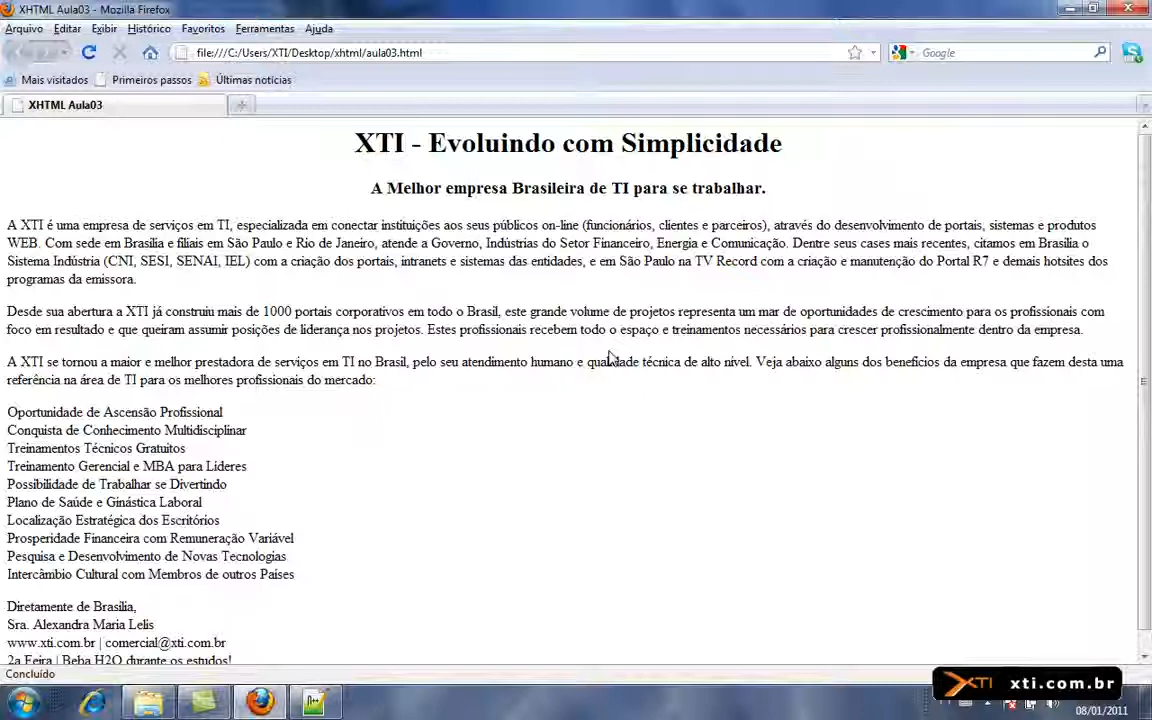 XHTML Aula03 - Mozilla Firefox
Arquivo Editar Exibir Histórico Favoritos Ferramentas Ajuda
file:///C:/Users/XTI/Desktop/xhtml/aula03.html
Google
Mais visitados Primeiros passos Últimas notícias
XHTML Aula03
XTI - Evoluindo com Simplicidade
A Melhor empresa Brasileira de TI para se trabalhar.
A XTI é uma empresa de serviços em TI, especializada em conectar instituições aos seus públicos on-line (funcionários, clientes e parceiros), através do desenvolvimento de portais, sistemas e produtos
WEB. Com sede em Brasília e filiais em São Paulo e Rio de Janeiro, atende a Governo, Indústrias do Setor Financeiro, Energia e Comunicação. Dentre seus cases mais recentes, citamos em Brasília o
Sistema Indústria (CNI, SESI, SENAI, IEL) com a criação dos portais, intranets e sistemas das entidades, e em São Paulo na TV Record com a criação e manutenção do Portal R7 e demais hotsites dos
programas da emissora.
Desde sua abertura a XTI já construiu mais de 1000 portais corporativos em todo o Brasil, este grande volume de projetos representa um mar de oportunidades de crescimento para os profissionais com
foco em resultado e que queiram assumir posições de liderança nos projetos. Estes profissionais recebem todo o espaço e treinamentos necessários para crescer profissionalmente dentro da empresa.
A XTI se tornou a maior e melhor prestadora de serviços em TI no Brasil, pelo seu atendimento humano e qualidade técnica de alto nível. Veja abaixo alguns dos benefícios da empresa que fazem desta uma
referência na área de TI para os melhores profissionais do mercado:
Oportunidade de Ascensão Profissional
Conquista de Conhecimento Multidisciplinar
Treinamentos Técnicos Gratuitos
Treinamento Gerencial e MBA para Líderes
Possibilidade de Trabalhar se Divertindo
Plano de Saúde e Ginástica Laboral
Localização Estratégica dos Escritórios
Prosperidade Financeira com Remuneração Variável
Pesquisa e Desenvolvimento de Novas Tecnologias
Intercâmbio Cultural com Membros de outros Países
Diretamente de Brasília,
Sra. Alexandra Maria Lelis
www.xti.com.br | comercial@xti.com.br
2a Feira | Beba H2O durante os estudos!
Concluído
XTI xti.com.br
08/01/2011